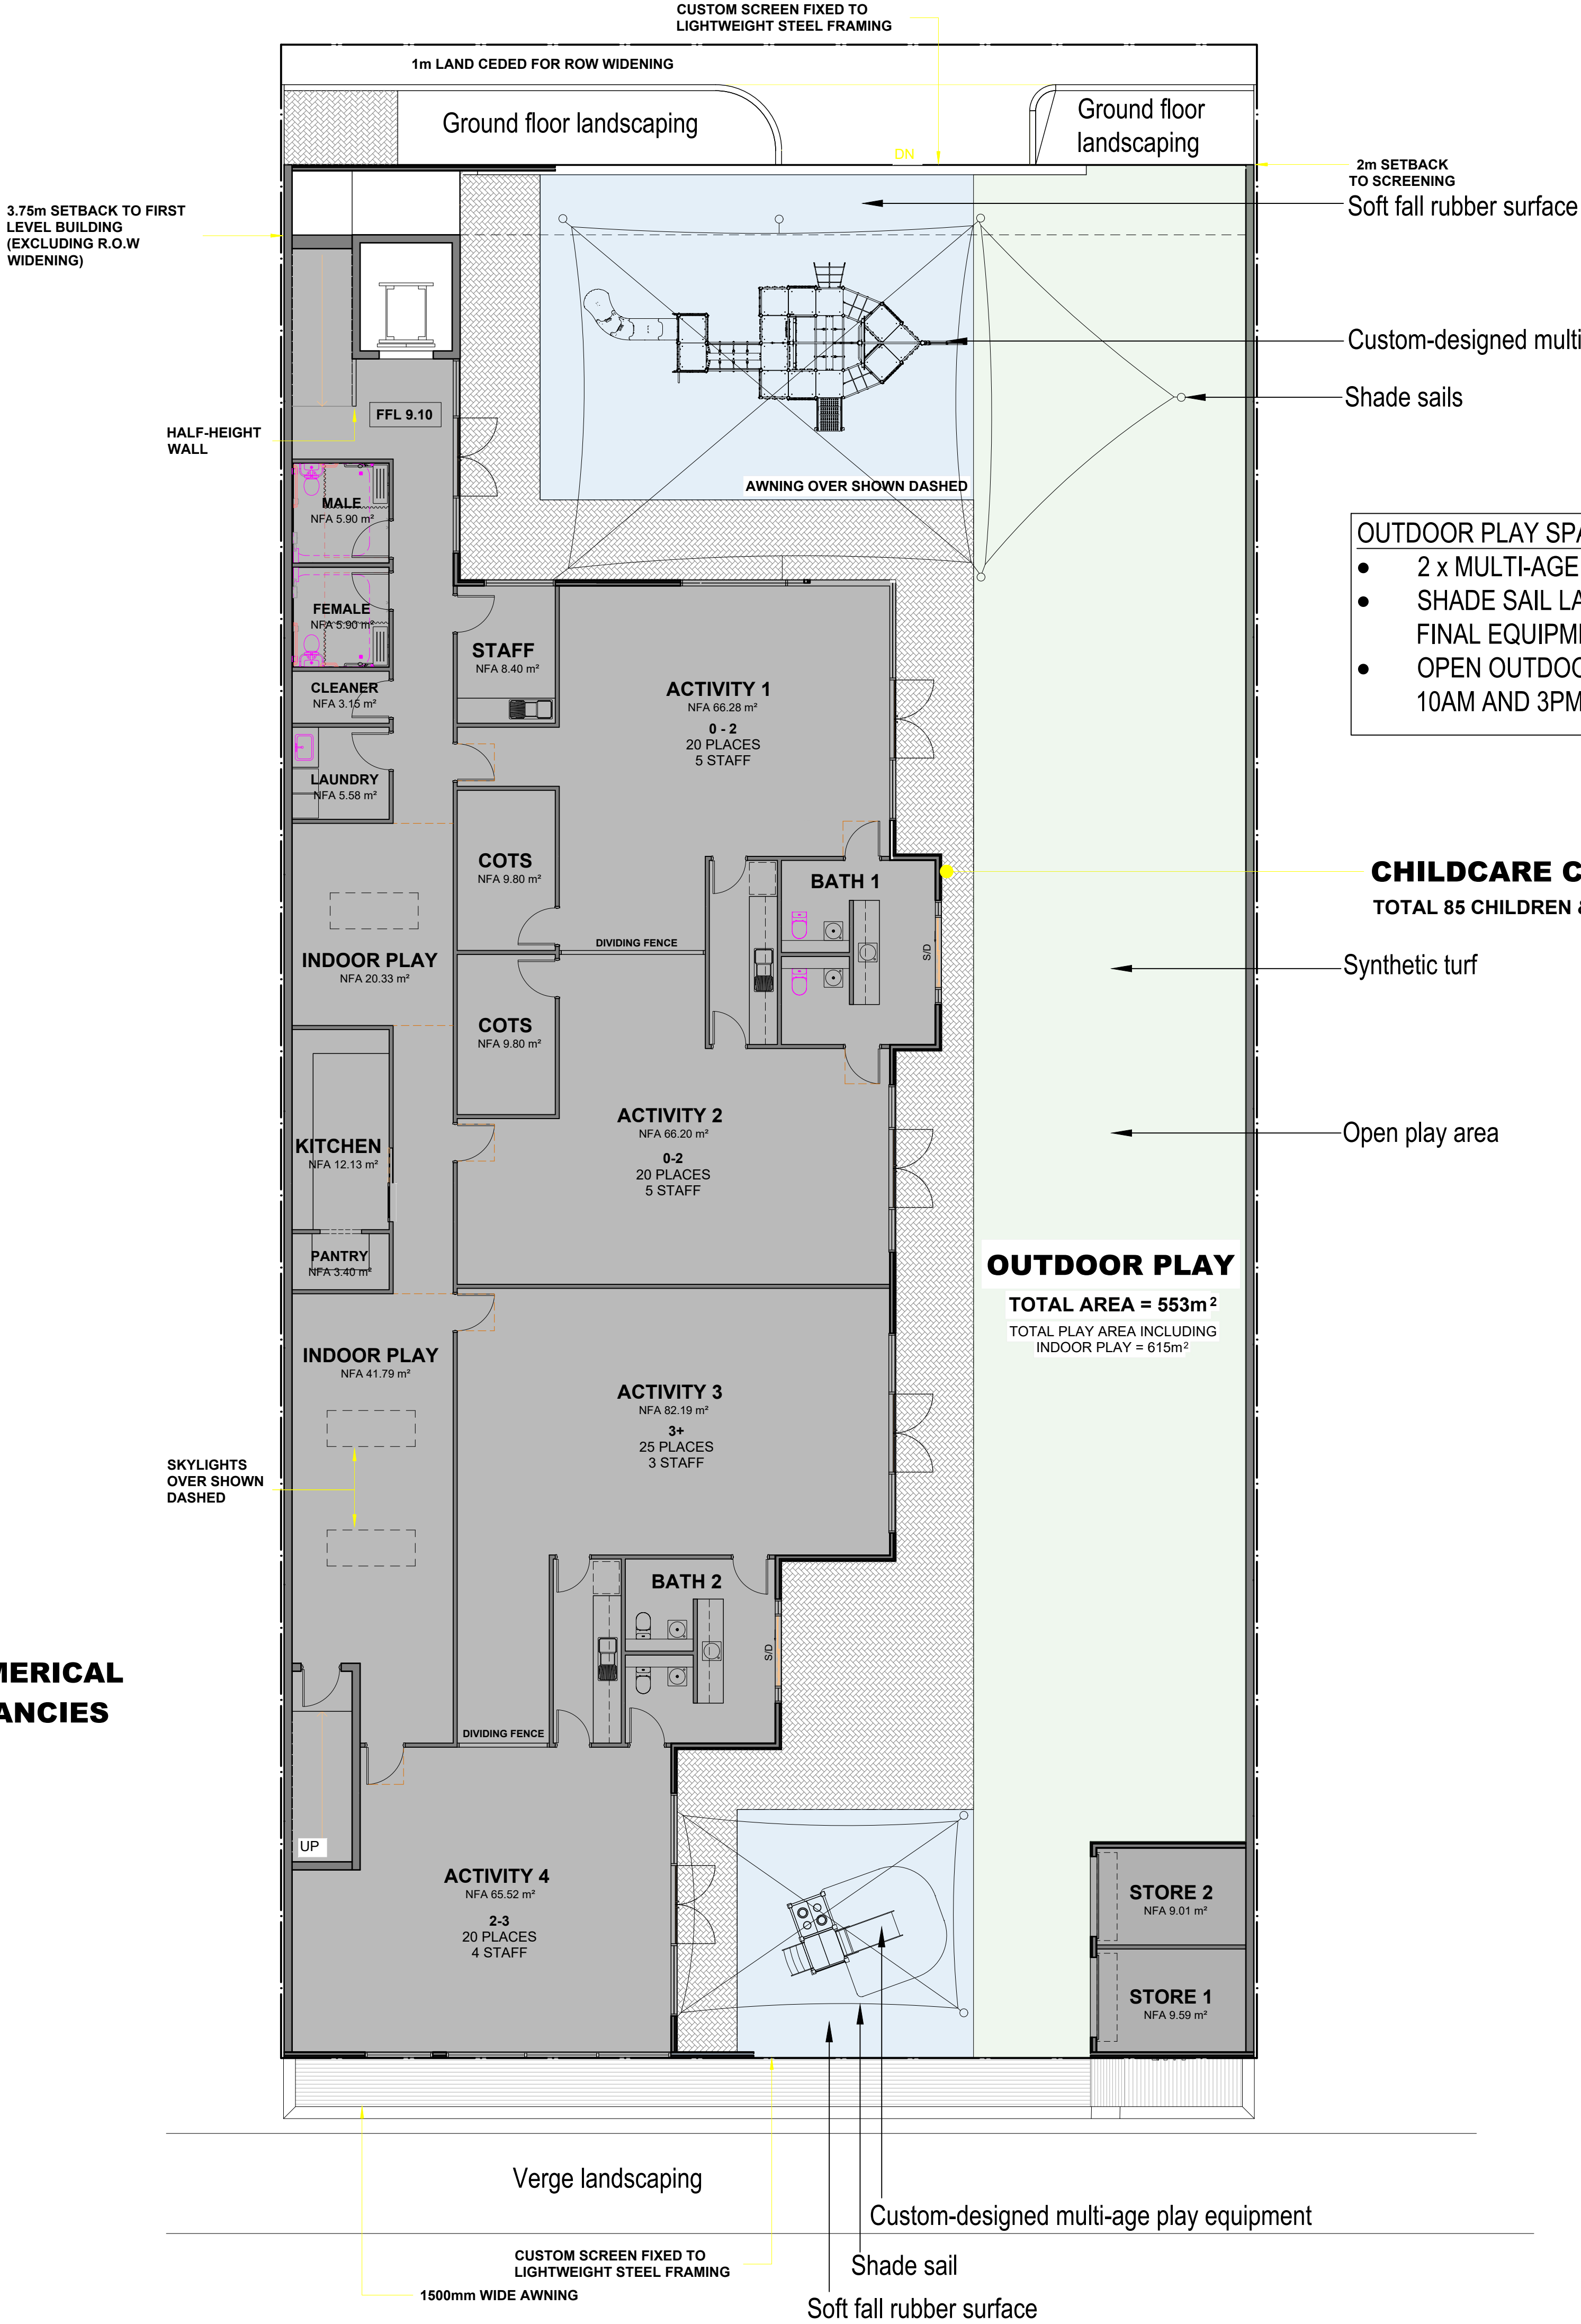 CUSTOM SCREEN FIXED TO
LIGHTWEIGHT STEEL FRAMING
1m LAND CEDED FOR ROW WIDENING
Ground floor landscaping
Ground floor
landscaping
DN
2m SETBACK
TO SCREENING
Soft fall rubber surface
3.75m SETBACK TO FIRST
LEVEL BUILDING
(EXCLUDING R.O.W
WIDENING)
Custom-designed multi
Shade sails
FFL 9.10
HALF-HEIGHT
WALL
AWNING OVER SHOWN DASHED
MALE
NFA 5.90 m²
OUTDOOR PLAY SPA
● 2 x MULTI-AGE
● SHADE SAIL LA
FINAL EQUIPM
● OPEN OUTDOO
10AM AND 3PM
FEMALE
NFA 5.90 m²
STAFF
NFA 8.40 m²
CLEANER
NFA 3.15 m²
ACTIVITY 1
NFA 66.28 m²
0 - 2
20 PLACES
5 STAFF
LAUNDRY
NFA 5.58 m²
COTS
NFA 9.80 m²
BATH 1
S/D
CHILDCARE C
TOTAL 85 CHILDREN &
DIVIDING FENCE
INDOOR PLAY
NFA 20.33 m²
Synthetic turf
COTS
NFA 9.80 m²
ACTIVITY 2
NFA 66.20 m²
0-2
20 PLACES
5 STAFF
KITCHEN
NFA 12.13 m²
Open play area
PANTRY
NFA 3.40 m²
OUTDOOR PLAY
TOTAL AREA = 553m²
TOTAL PLAY AREA INCLUDING
INDOOR PLAY = 615m²
INDOOR PLAY
NFA 41.79 m²
ACTIVITY 3
NFA 82.19 m²
3+
25 PLACES
3 STAFF
SKYLIGHTS
OVER SHOWN
DASHED
BATH 2
S/D
MERICAL
ANCIES
DIVIDING FENCE
UP
ACTIVITY 4
NFA 65.52 m²
2-3
20 PLACES
4 STAFF
STORE 2
NFA 9.01 m²
STORE 1
NFA 9.59 m²
Verge landscaping
Custom-designed multi-age play equipment
CUSTOM SCREEN FIXED TO
LIGHTWEIGHT STEEL FRAMING
Shade sail
1500mm WIDE AWNING
Soft fall rubber surface